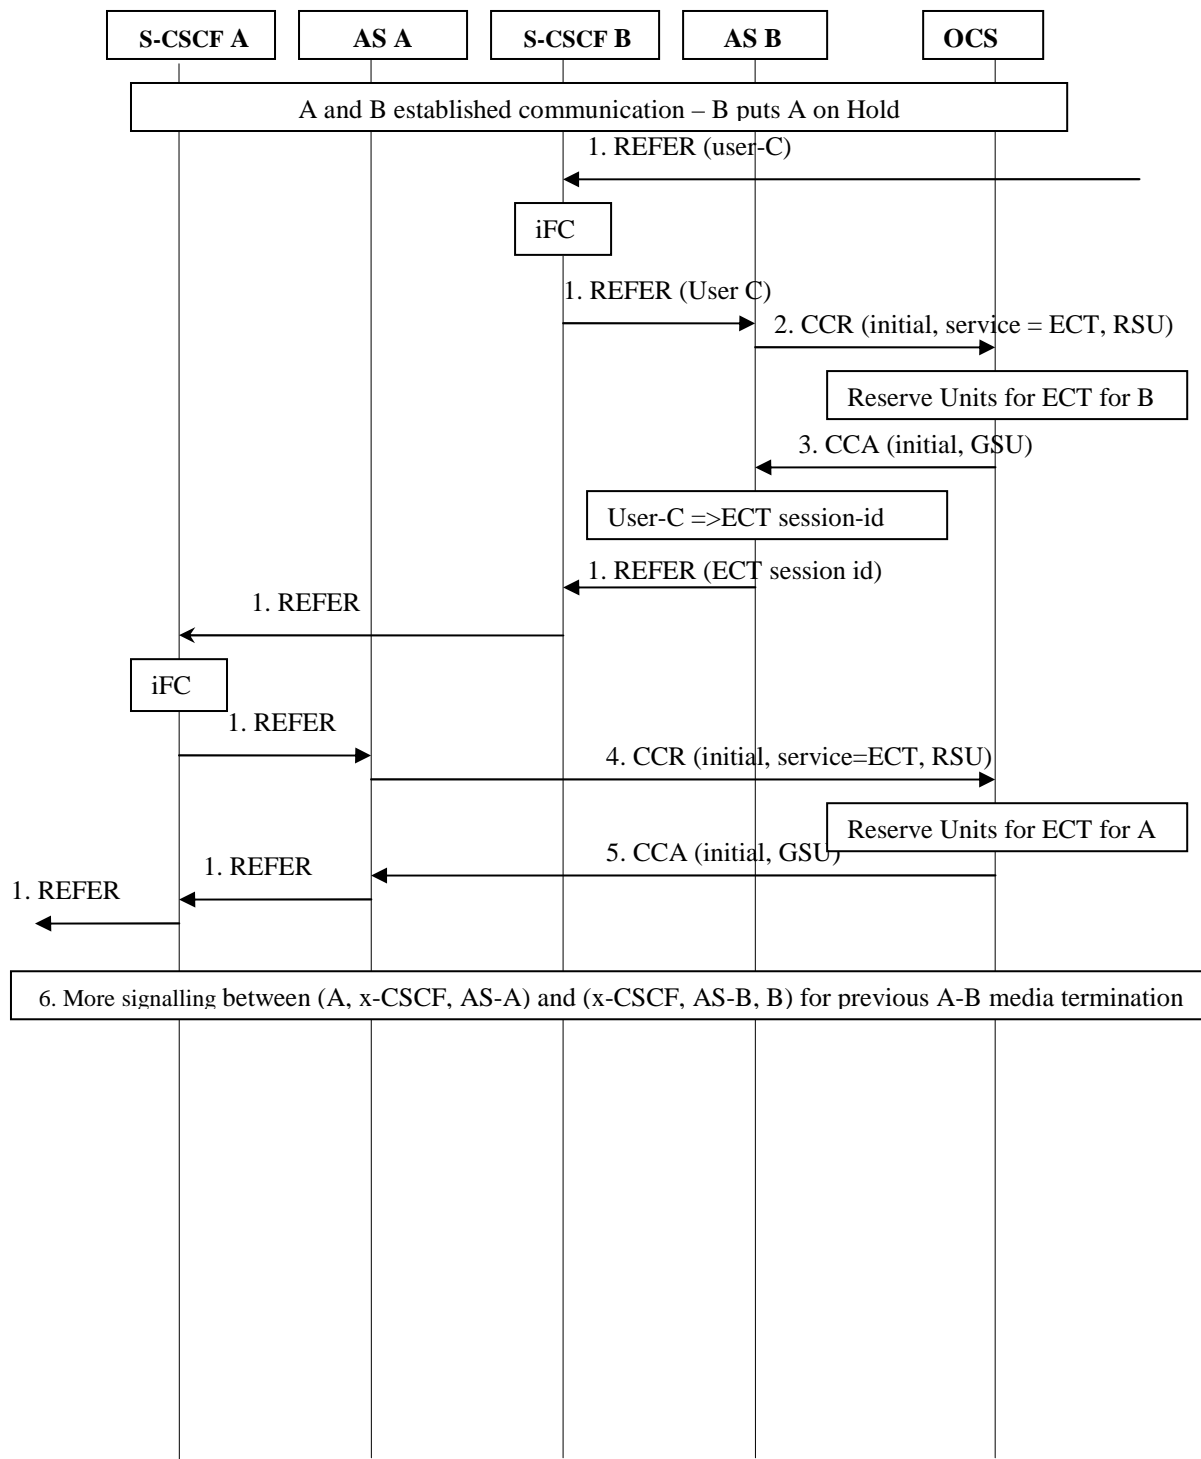 S-CSCF A
AS A
S-CSCF B
AS B
OCS
A and B established communication – B puts A on Hold
1. REFER (user-C)
iFC
1. REFER (User C)
2. CCR (initial, service = ECT, RSU)
Reserve Units for ECT for B
3. CCA (initial, GSU)
User-C =>ECT session-id
1. REFER (ECT session id)
1. REFER
iFC
1. REFER
4. CCR (initial, service=ECT, RSU)
Reserve Units for ECT for A
5. CCA (initial, GSU)
1. REFER
1. REFER
6. More signalling between (A, x-CSCF, AS-A) and (x-CSCF, AS-B, B) for previous A-B media termination